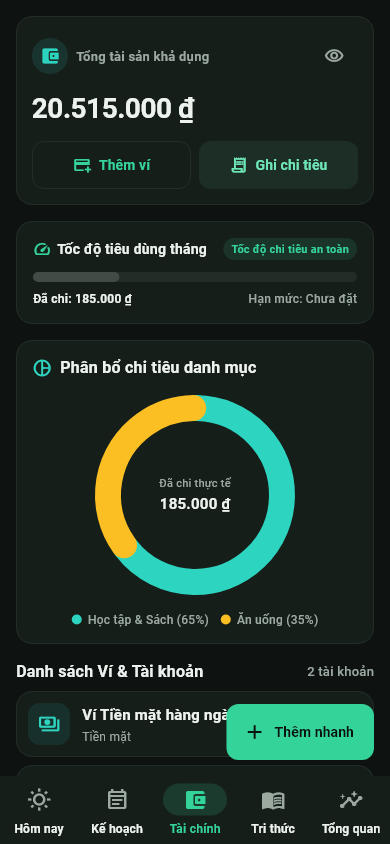 Tổng tài sản khả dụng
20.515.000 ₫
Thêm ví
Ghi chi tiêu
Tốc độ tiêu dùng tháng
Tốc độ chi tiêu an toàn
Đã chi: 185.000 ₫
Hạn mức: Chưa đặt
Phân bổ chi tiêu danh mục
Đã chi thực tế
185.000 ₫
Học tập & Sách (65%)
Ăn uống (35%)
Danh sách Ví & Tài khoản
2 tài khoản
Ví Tiền mặt hàng ngà
Tiền mặt
Thêm nhanh
Hôm nay
Kế hoạch
Tài chính
Tri thức
Tổng quan